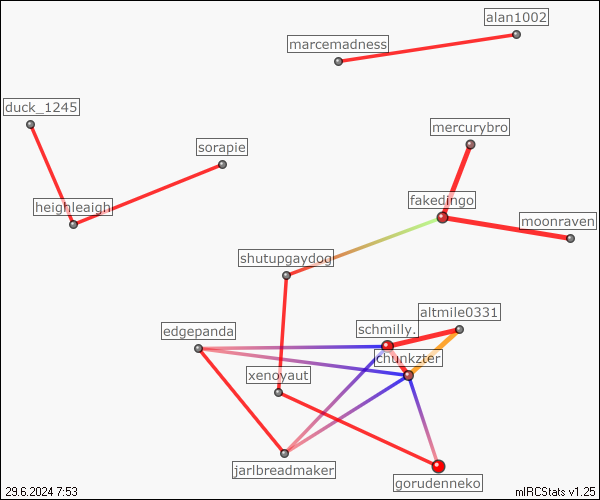 alan1002
marcemadness
duck_1245
mercurybro
sorapie
fakedingo
heighleaigh
moonraven
shutupgaydog
altmile0331
edgepanda
schmilly.
chunkzter
xenoyaut
jarlbreadmaker
gorudenneko
29.6.2024 7:53
mIRCStats v1.25